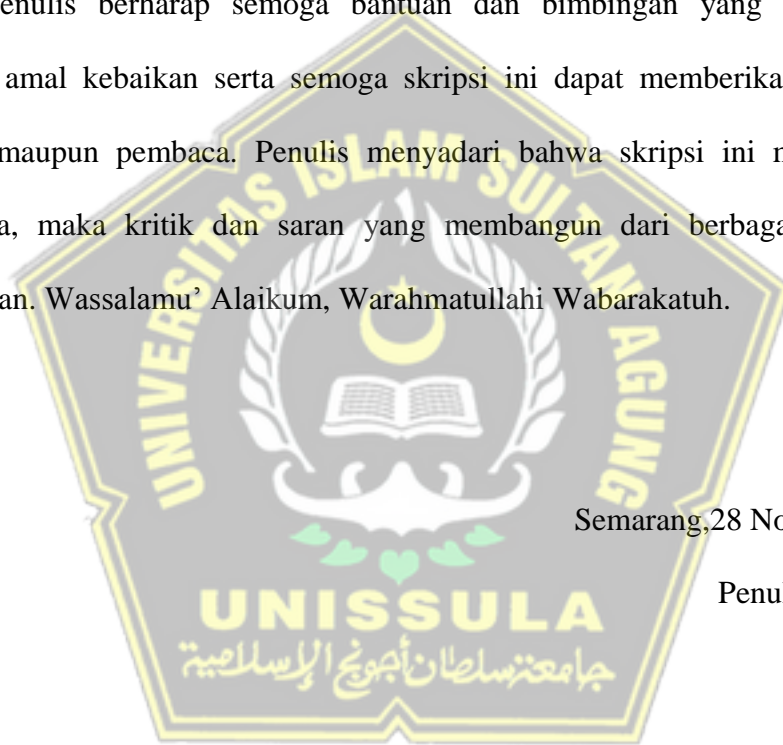 enulis berharap semoga bantuan dan bimbingan yang
amal kebaikan serta semoga skripsi ini dapat memberika
maupun pembaca. Penulis menyadari bahwa skripsi ini
a, maka kritik dan saran yang membangun dari berbaga
an. Wassalamu’ Alaikum, Warahmatullahi Wabarakatuh.
UNIVERSITAS ISLAM SULTAN AGUNG
Semarang,28 No
Penu
UNISSULA
جامعة سلطان أجونج الإسلامية